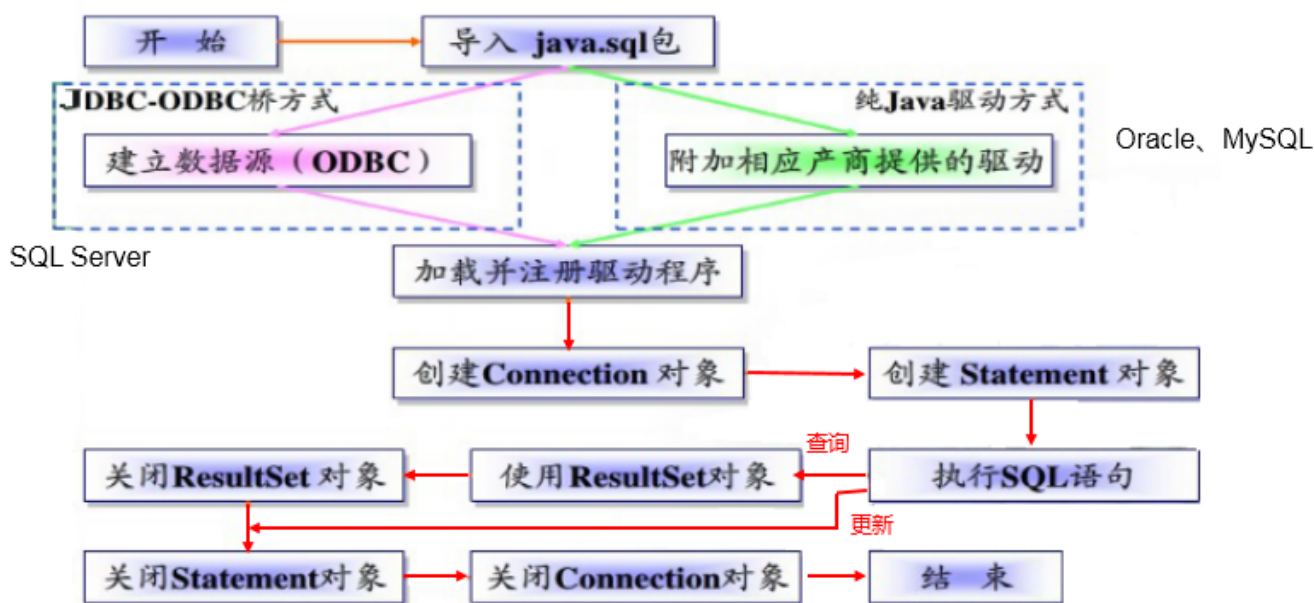 开 始
导入 java.sql包
JDBC-ODBC桥方式
纯Java驱动方式
建立数据源（ODBC）
附加相应产商提供的驱动
Oracle、MySQL
SQL Server
加载并注册驱动程序
创建Connection 对象
创建 Statement 对象
查询
关闭ResultSet 对象
使用ResultSet对象
执行SQL语句
更新
关闭Statement对象
关闭Connection对象
结 束